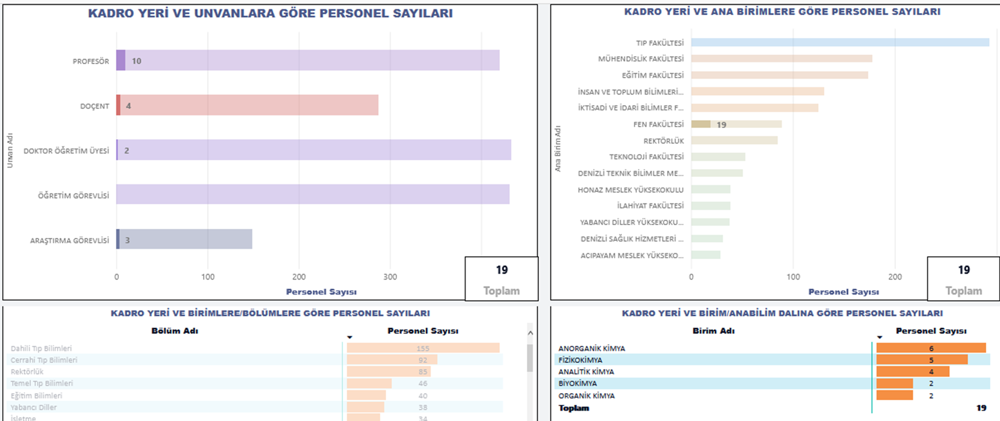 KADRO YERİ VE UNVANLARA GÖRE PERSONEL SAYILARI
Unvan Adı
PROFESÖR 10
DOÇENT 4
DOKTOR ÖĞRETİM ÜYESİ 2
ÖĞRETİM GÖREVLİSİ
ARAŞTIRMA GÖREVLİSİ 3
0 100 200 300
Personel Sayısı
19
Toplam
KADRO YERİ VE ANA BİRİMLERE GÖRE PERSONEL SAYILARI
Ana Birim Adı
TIP FAKÜLTESİ
MÜHENDİSLİK FAKÜLTESİ
EĞİTİM FAKÜLTESİ
İNSAN VE TOPLUM BİLİMLERİ...
İKTİSADİ VE İDARİ BİLİMLER F...
FEN FAKÜLTESİ 19
REKTÖRLÜK
TEKNOLOJİ FAKÜLTESİ
DENİZLİ TEKNİK BİLİMLER ME...
HONAZ MESLEK YÜKSEKOKULU
İLAHİYAT FAKÜLTESİ
YABANCI DİLLER YÜKSEKOKU...
DENİZLİ SAĞLIK HİZMETLERİ ...
ACIPAYAM MESLEK YÜKSEKO...
0 100 200
Personel Sayısı
19
Toplam
KADRO YERİ VE BİRİMLERE/BÖLÜMLERE GÖRE PERSONEL SAYILARI
Bölüm Adı Personel Sayısı
Dahili Tıp Bilimleri 155
Cerrahi Tıp Bilimleri 92
Rektörlük 85
Temel Tıp Bilimleri 46
Eğitim Bilimleri 40
Yabancı Diller 38
İşletme 34
KADRO YERİ VE BİRİM/ANABİLİM DALINA GÖRE PERSONEL SAYILARI
Birim Adı Personel Sayısı
ANORGANİK KİMYA 6
FİZİKOKİMYA 5
ANALİTİK KİMYA 4
BİYOKİMYA 2
ORGANİK KİMYA 2
Toplam 19